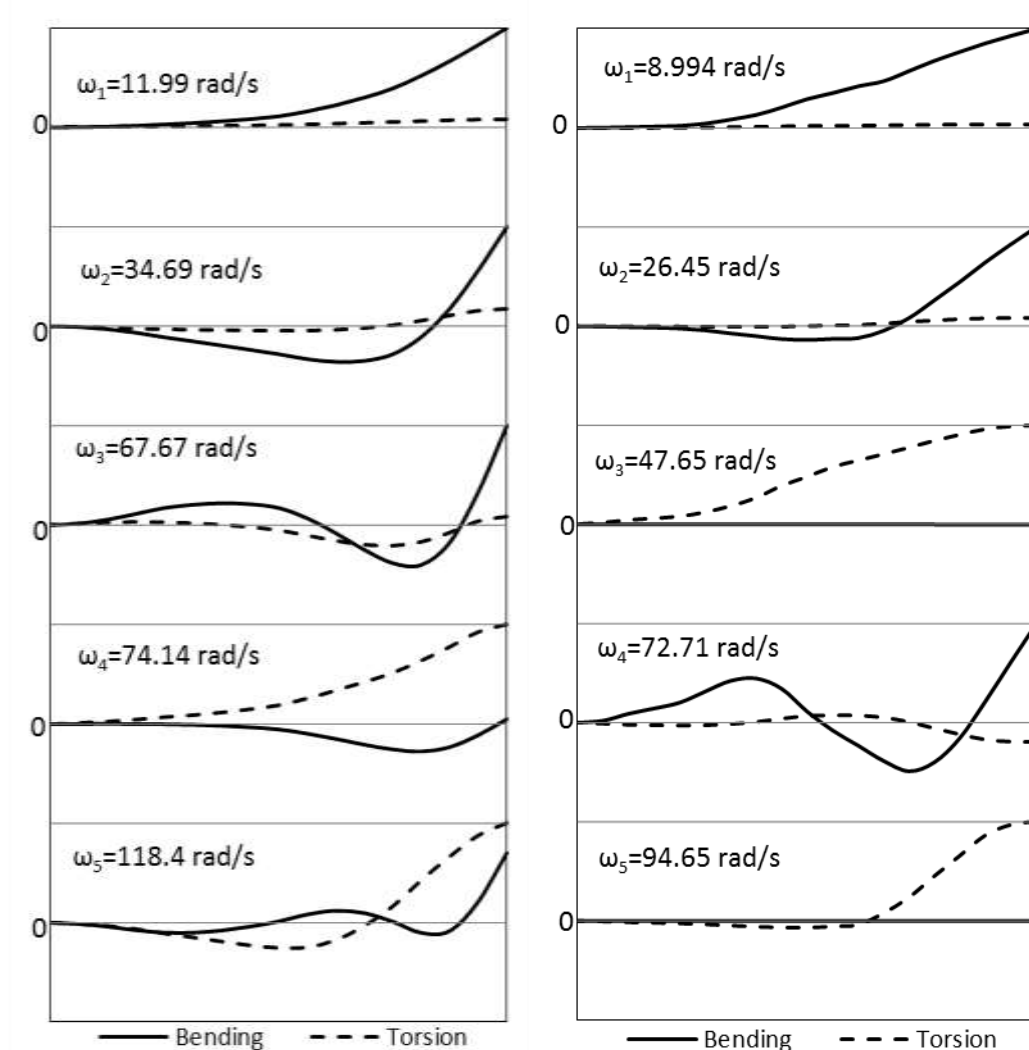 ω₁=11.99 rad/s
0
ω₂=34.69 rad/s
0
ω₃=67.67 rad/s
0
ω₄=74.14 rad/s
0
ω₅=118.4 rad/s
0
Bending Torsion
ω₁=8.994 rad/s
0
ω₂=26.45 rad/s
0
ω₃=47.65 rad/s
0
ω₄=72.71 rad/s
0
ω₅=94.65 rad/s
0
Bending Torsion